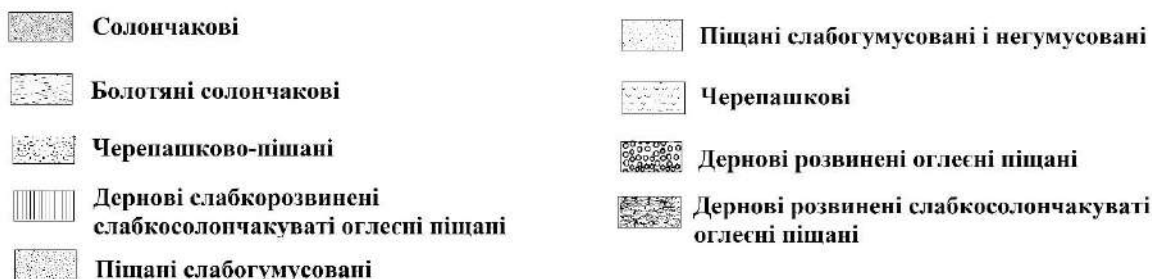 Солончакові
Болотяні солончакові
Черепашково-пішані
Дернові слабкорозвинені
слабкосолончакуваті оглеєні піщані
Піщані слабогумусовані
Піщані слабогумусовані і негумусовані
Черепашкові
Дернові розвинені оглеєні піщані
Дернові розвинені слабкосолончакуваті
оглеєні піщані